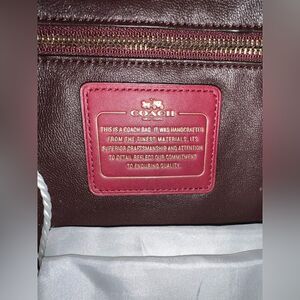 COACH
THIS IS A COACH BAG. IT WAS HANDCRAFTED
FROM THE FINEST MATERIALS. ITS
SUPERIOR CRAFTSMANSHIP AND ATTENTION
TO DETAIL REFLECT OUR COMMITMENT
TO ENDURING QUALITY.